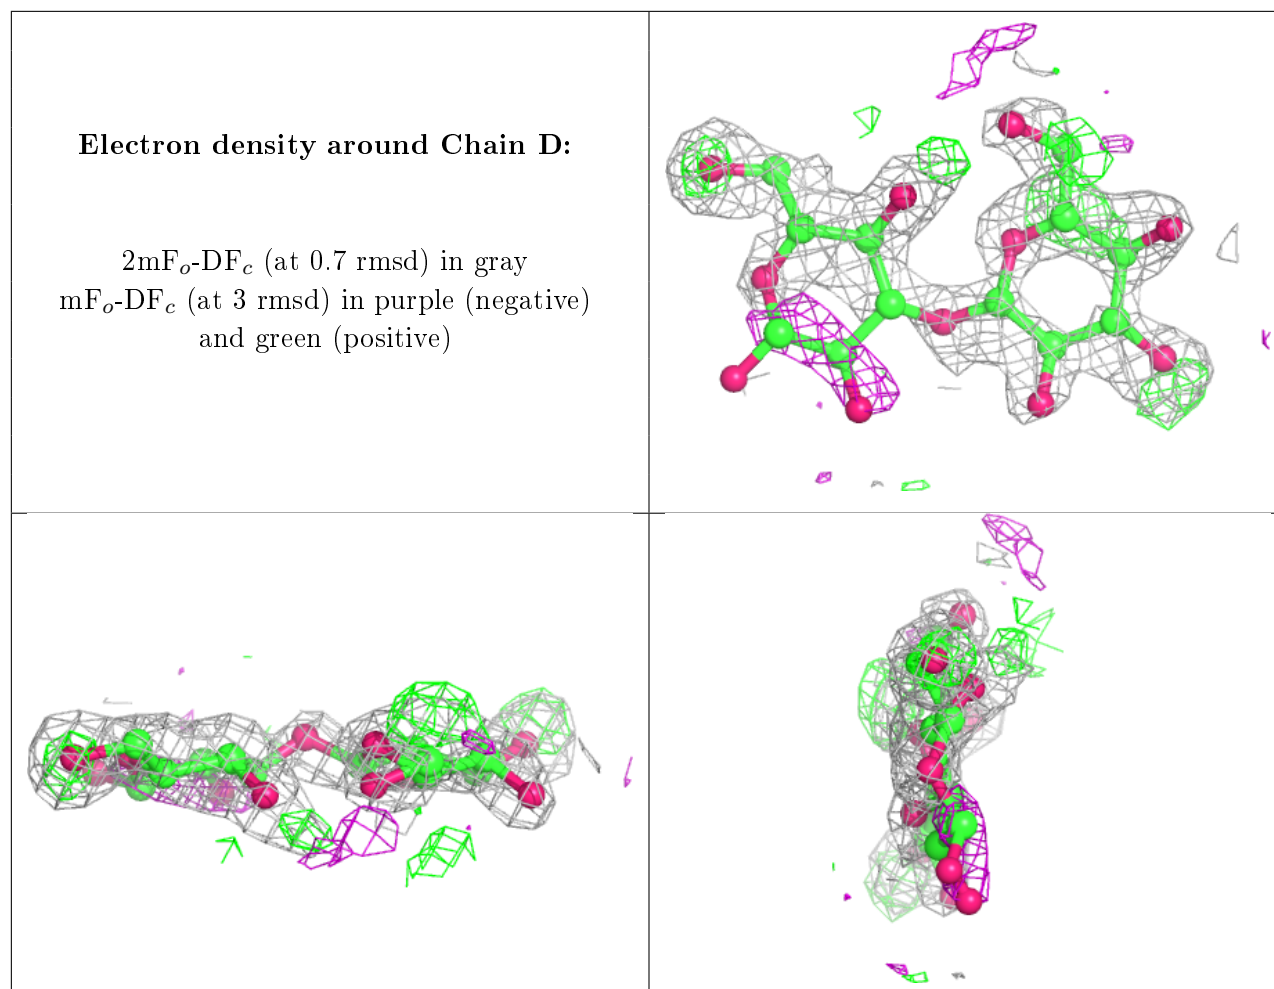 Electron density around Chain D:
2mFo-DFc (at 0.7 rmsd) in gray
mFo-DFc (at 3 rmsd) in purple (negative)
and green (positive)